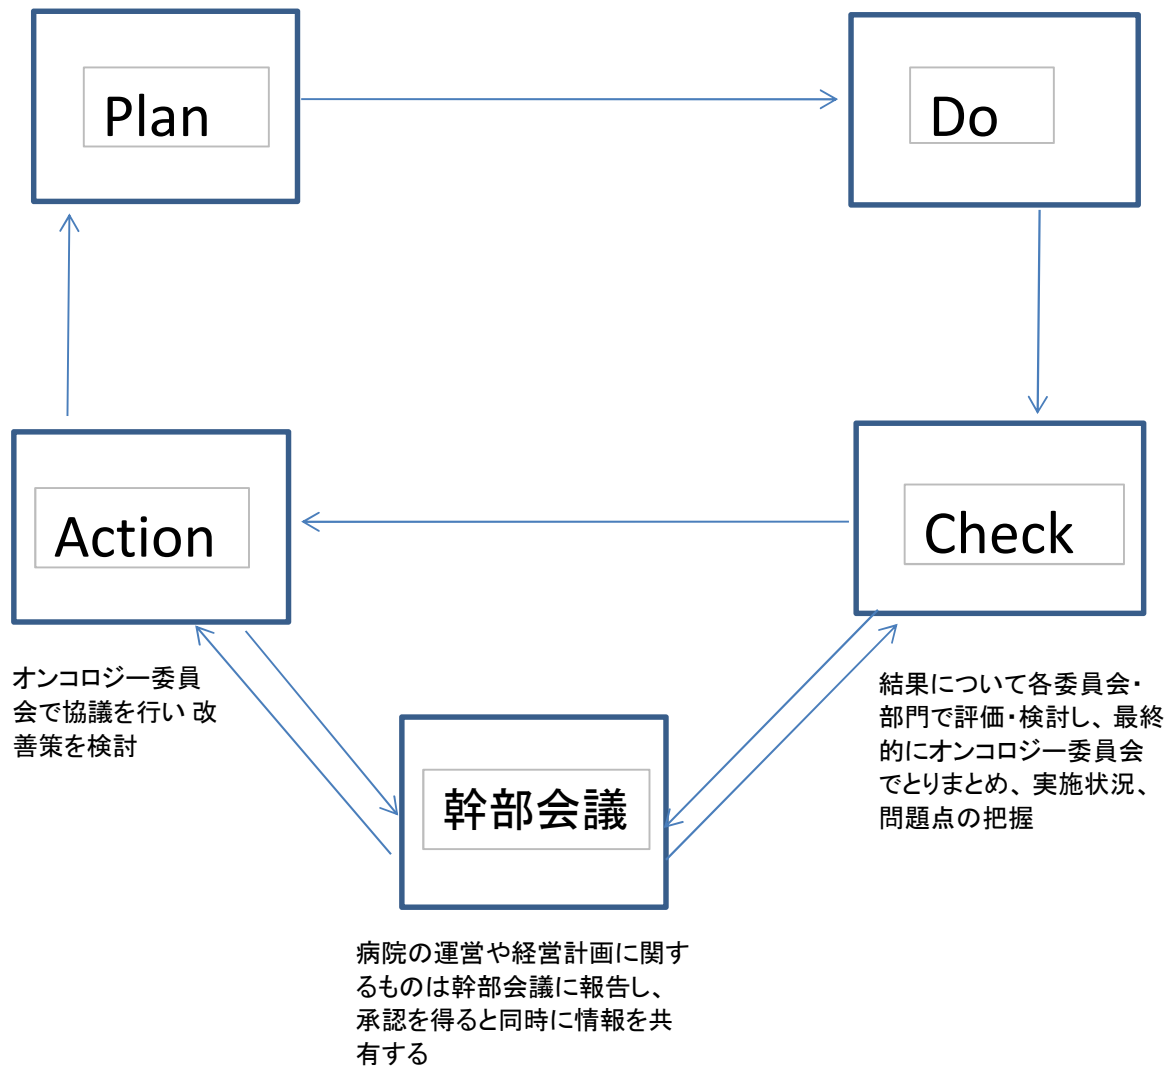 Plan
Do
Action
Check
オンコロジー委員
会で協議を行い 改
善策を検討
結果について各委員会・
部門で評価・検討し、最終
的にオンコロジー委員会
でとりまとめ、実施状況、
問題点の把握
幹部会議
病院の運営や経営計画に関す
るものは幹部会議に報告し、
承認を得ると同時に情報を共
有する